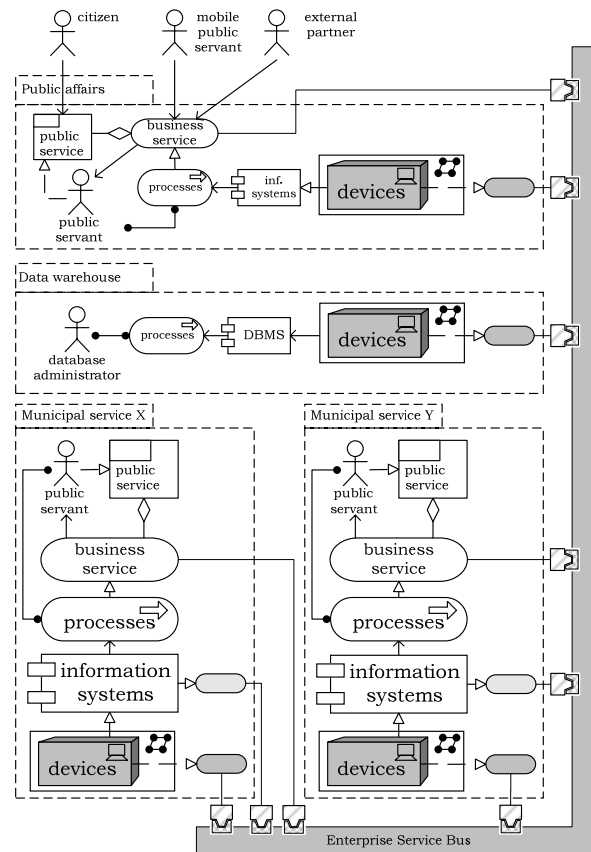 citizen
mobile
public
servant
external
partner
Public affairs
public
service
business
service
processes
inf.
systems
devices
public
servant
Data warehouse
database
administrator
processes
DBMS
devices
Municipal service X
public
servant
public
service
business
service
processes
information
systems
devices
Municipal service Y
public
servant
public
service
business
service
processes
information
systems
devices
Enterprise Service Bus